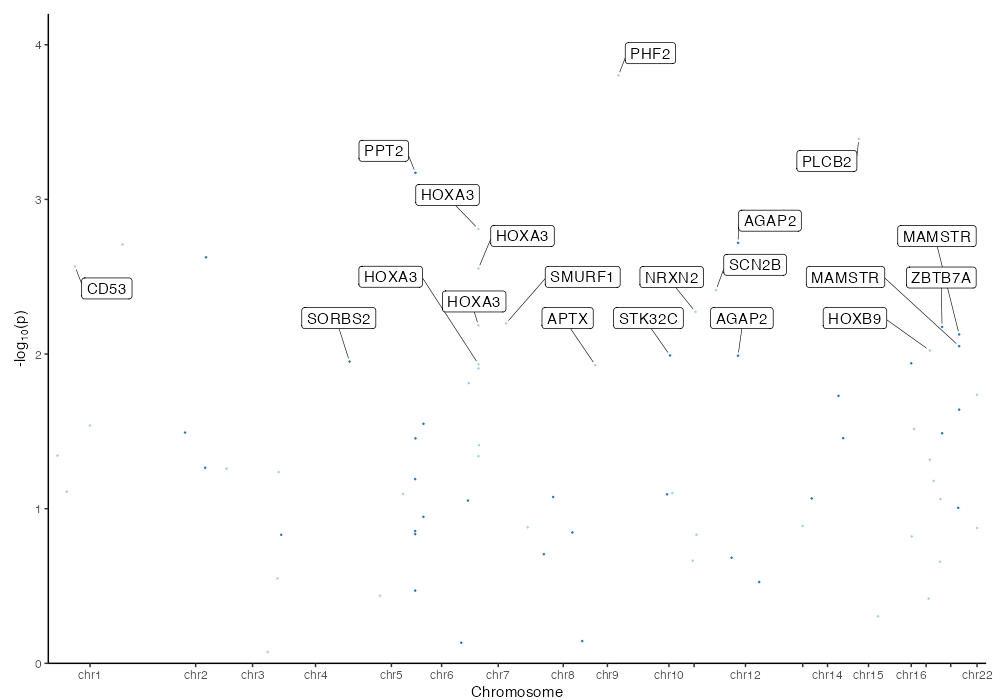 4
PHF2
PPT2
PLCB2
3
HOXA3
AGAP2
HOXA3
MAMSTR
SCN2B
HOXA3
SMURF1
NRXN2
MAMSTR
ZBTB7A
CD53
HOXA3
SORBS2
APTX
STK32C
AGAP2
HOXB9
-log10(p)
2
1
0
chr1 chr2 chr3 chr4 chr5 chr6 chr7 chr8 chr9 chr10 chr12 chr14 chr15 chr16 chr22
Chromosome